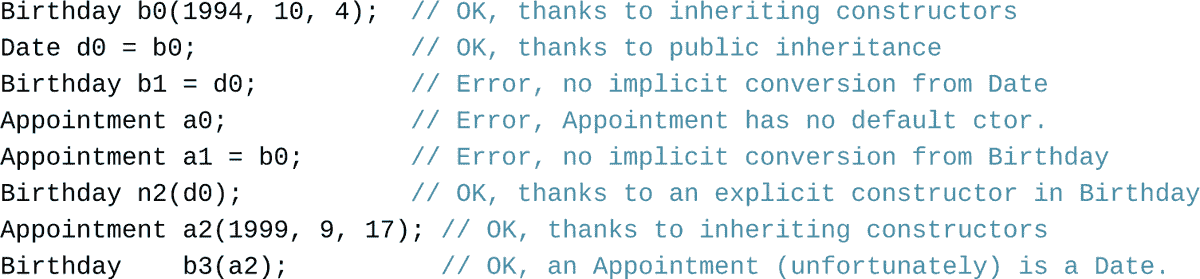 Birthday b0(1994, 10, 4);  // OK, thanks to inheriting constructors
Date d0 = b0;              // OK, thanks to public inheritance
Birthday b1 = d0;          // Error, no implicit conversion from Date
Appointment a0;            // Error, Appointment has no default ctor.
Appointment a1 = b0;       // Error, no implicit conversion from Birthday
Birthday n2(d0);           // OK, thanks to an explicit constructor in Birthday
Appointment a2(1999, 9, 17); // OK, thanks to inheriting constructors
Birthday    b3(a2);          // OK, an Appointment (unfortunately) is a Date.